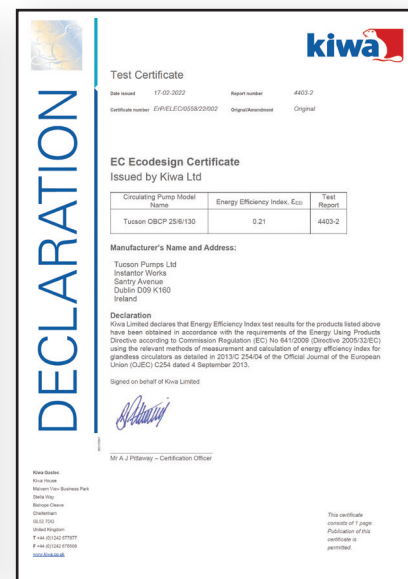 kiwa
DECLARATION
Test Certificate
Date issued 17-02-2022 Report number 4403-2
Certificate number ErP/ELEC/0558/22/002 Original/Amendment Original
EC Ecodesign Certificate
Issued by Kiwa Ltd
Circulating Pump Model Name Energy Efficiency Index, εEEI Test Report
Tucson OBCP 25/6/130 0.21 4403-2
Manufacturer's Name and Address:
Tucson Pumps Ltd
Instantor Works
Santry Avenue
Dublin D09 K160
Ireland
Declaration
Kiwa Limited declares that Energy Efficiency Index test results for the products listed above
have been obtained in accordance with the requirements of the Energy Using Products
Directive according to Commission Regulation (EC) No 641/2009 (Directive 2005/32/EC)
using the relevant methods of measurement and calculation of energy efficiency index for
glandless circulators as detailed in 2013/C 254/04 of the Official Journal of the European
Union (OJEC) C254 dated 4 September 2013.
Signed on behalf of Kiwa Limited
Mr A J Pittaway – Certification Officer
Kiwa Gastec
Kiwa House
Malvern View Business Park
Stella Way
Bishops Cleeve
Cheltenham
GL52 7DQ
United Kingdom
T +44 (0)1242 677877
www.kiwa.co.uk
This certificate
consists of 1 page.
Publication of this
certificate is
permitted.